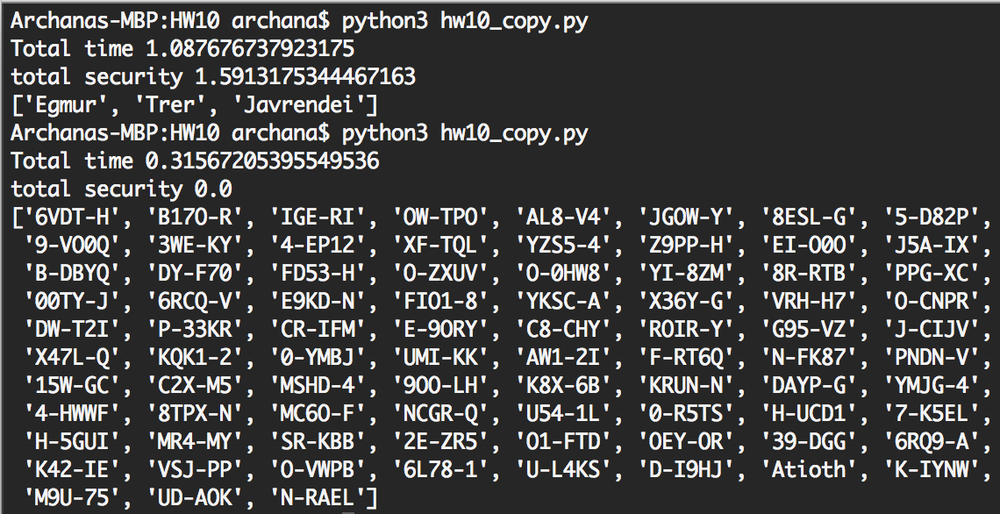 Archanas-MBP:HW10 archana$ python3 hw10_copy.py
Total time 1.087676737923175
total security 1.5913175344467163
['Egmur', 'Trer', 'Javrendei']
Archanas-MBP:HW10 archana$ python3 hw10_copy.py
Total time 0.31567205395549536
total security 0.0
['6VDT-H', 'B17O-R', 'IGE-RI', 'OW-TPO', 'AL8-V4', 'JGOW-Y', '8ESL-G', '5-D82P',
'9-VO0Q', '3WE-KY', '4-EP12', 'XF-TQL', 'YZS5-4', 'Z9PP-H', 'EI-O0O', 'J5A-IX',
'B-DBYQ', 'DY-F70', 'FD53-H', 'O-ZXUV', 'O-0HW8', 'YI-8ZM', '8R-RTB', 'PPG-XC',
'00TY-J', '6RCQ-V', 'E9KD-N', 'FIO1-8', 'YKSC-A', 'X36Y-G', 'VRH-H7', 'O-CNPR',
'DW-T2I', 'P-33KR', 'CR-IFM', 'E-9ORY', 'C8-CHY', 'ROIR-Y', 'G95-VZ', 'J-CIJV',
'X47L-Q', 'KQK1-2', '0-YMBJ', 'UMI-KK', 'AW1-2I', 'F-RT6Q', 'N-FK87', 'PNDN-V',
'15W-GC', 'C2X-M5', 'MSHD-4', '9OO-LH', 'K8X-6B', 'KRUN-N', 'DAYP-G', 'YMJG-4',
'4-HWWF', '8TPX-N', 'MC6O-F', 'NCGR-Q', 'U54-1L', '0-R5TS', 'H-UCD1', '7-K5EL',
'H-5GUI', 'MR4-MY', 'SR-KBB', '2E-ZR5', 'O1-FTD', 'OEY-OR', '39-DGG', '6RQ9-A',
'K42-IE', 'VSJ-PP', 'O-VWPB', '6L78-1', 'U-L4KS', 'D-I9HJ', 'Atioth', 'K-IYNW',
'M9U-75', 'UD-AOK', 'N-RAEL']